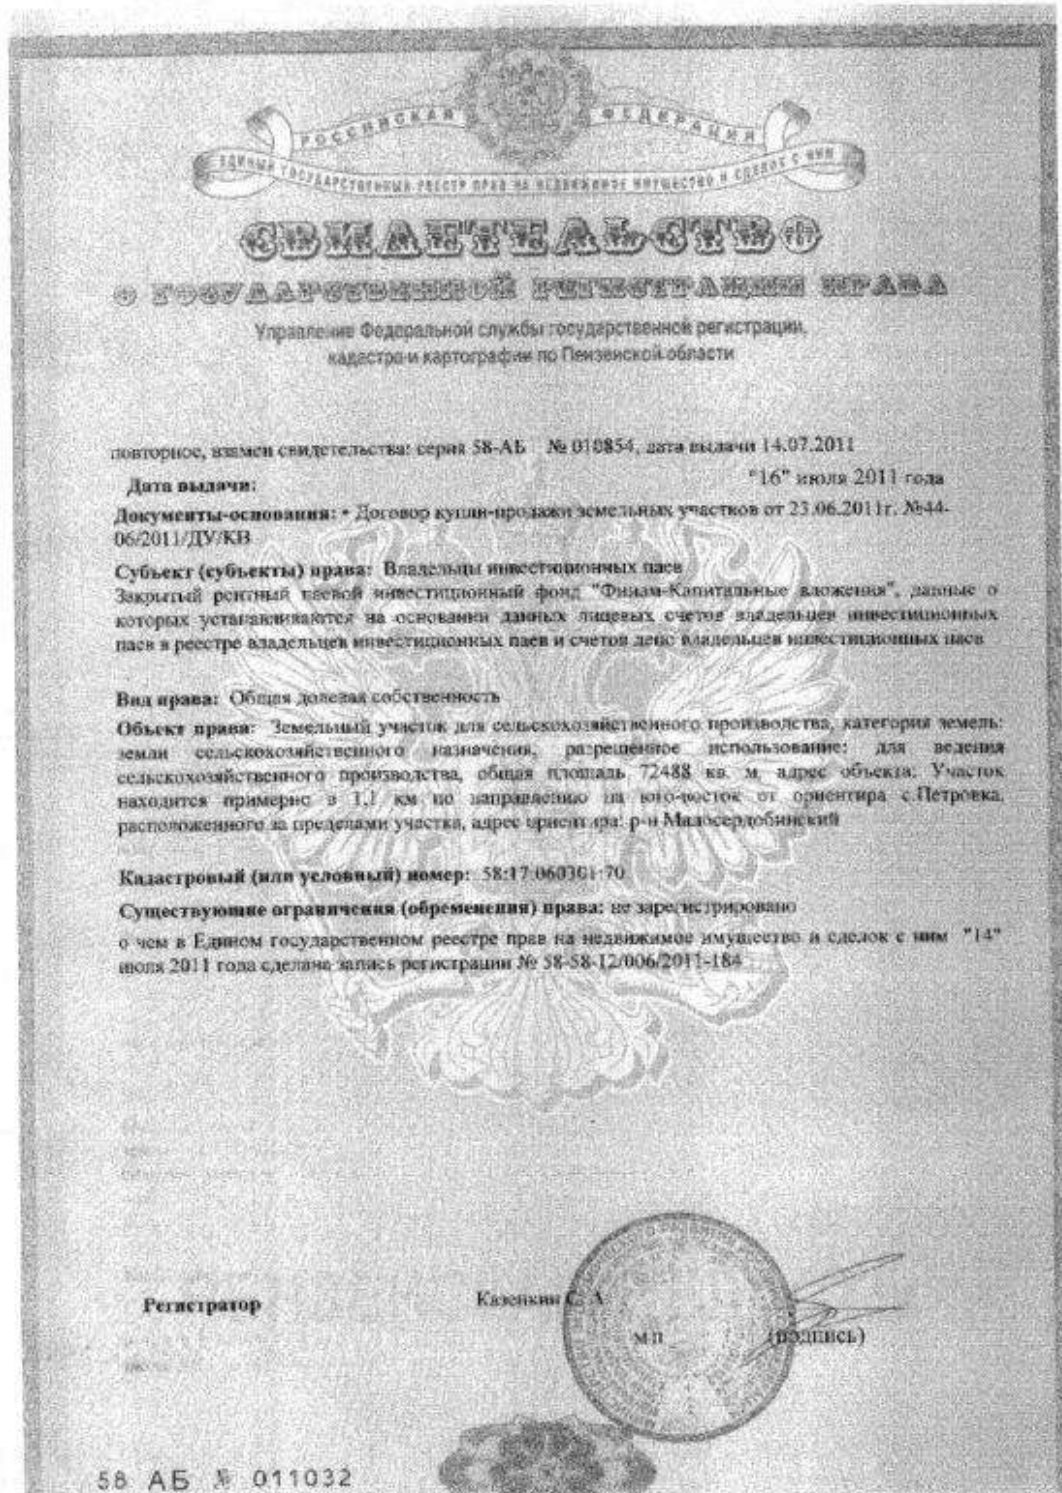 РОССИЙСКАЯ ФЕДЕРАЦИЯ
ЕДИНЫЙ ГОСУДАРСТВЕННЫЙ РЕЕСТР ПРАВ НА НЕДВИЖИМОЕ ИМУЩЕСТВО И СДЕЛОК С НИМ
СВИДЕТЕЛЬСТВО
О ГОСУДАРСТВЕННОЙ РЕГИСТРАЦИИ ПРАВА
Управление Федеральной службы государственной регистрации,
кадастра и картографии по Пензенской области
повторное, взамен свидетельства: серия 58-АБ № 010854, дата выдачи 14.07.2011
Дата выдачи: "16" июля 2011 года
Документы-основания: • Договор купли-продажи земельных участков от 23.06.2011г. №44-
06/2011/ДУ/КВ
Субъект (субъекты) права: Владельцы инвестиционных паев
Закрытый рентный паевой инвестиционный фонд "Финам-Капитальные вложения", данные о
которых устанавливаются на основании данных лицевых счетов владельцев инвестиционных
паев в реестре владельцев инвестиционных паев и счетов депо владельцев инвестиционных паев
Вид права: Общая долевая собственность
Объект права: Земельный участок для сельскохозяйственного производства, категория земель:
земли сельскохозяйственного назначения, разрешенное использование: для ведения
сельскохозяйственного производства, общая площадь 72488 кв. м, адрес объекта: Участок
находится примерно в 1,1 км по направлению на юго-восток от ориентира с.Петровка,
расположенного за пределами участка, адрес ориентира: р-н Малосердобинский
Кадастровый (или условный) номер: 58:17:060301:70
Существующие ограничения (обременения) права: не зарегистрировано
о чем в Едином государственном реестре прав на недвижимое имущество и сделок с ним "14"
июля 2011 года сделана запись регистрации № 58-58-12/006/2011-184
Регистратор Казенкин С. А.
М.П. (подпись)
58 АБ № 011032